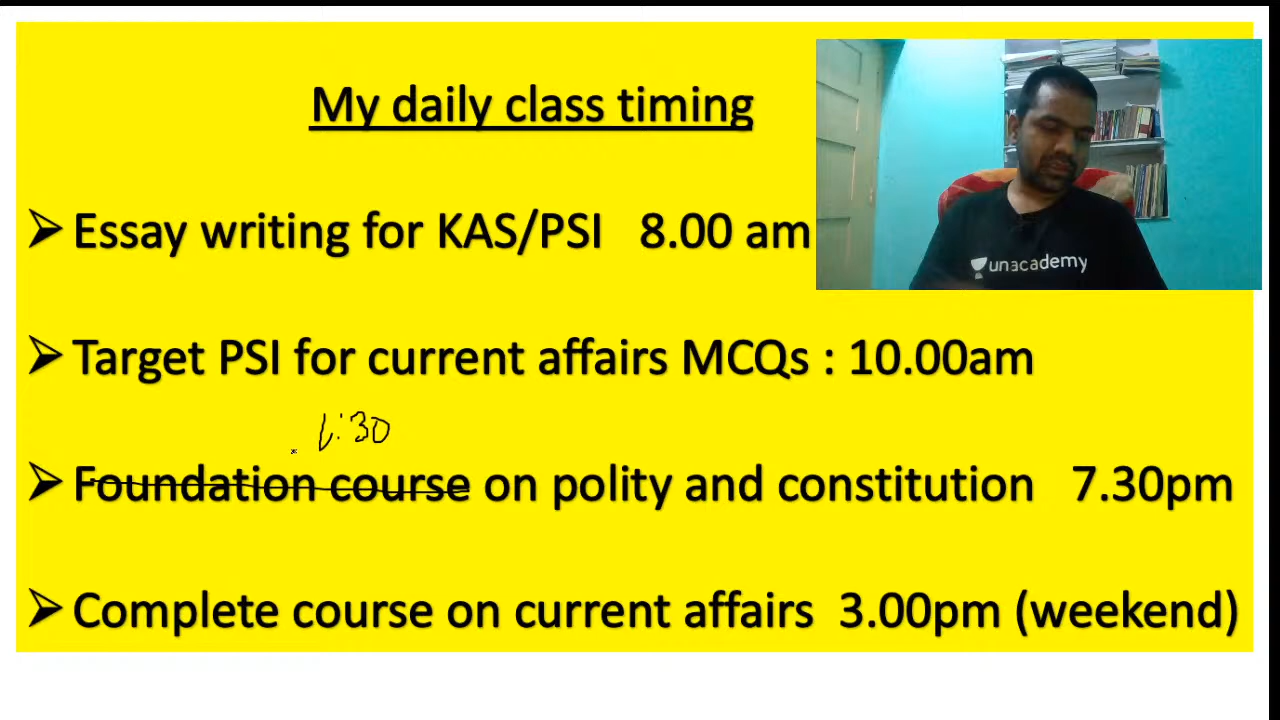 My daily class timing
Essay writing for KAS/PSI 8.00 am
unacademy
Target PSI for current affairs MCQs : 10.00am
:30
Foundation course on polity and constitution 7.30pm
Complete course on current affairs 3.00pm (weekend)